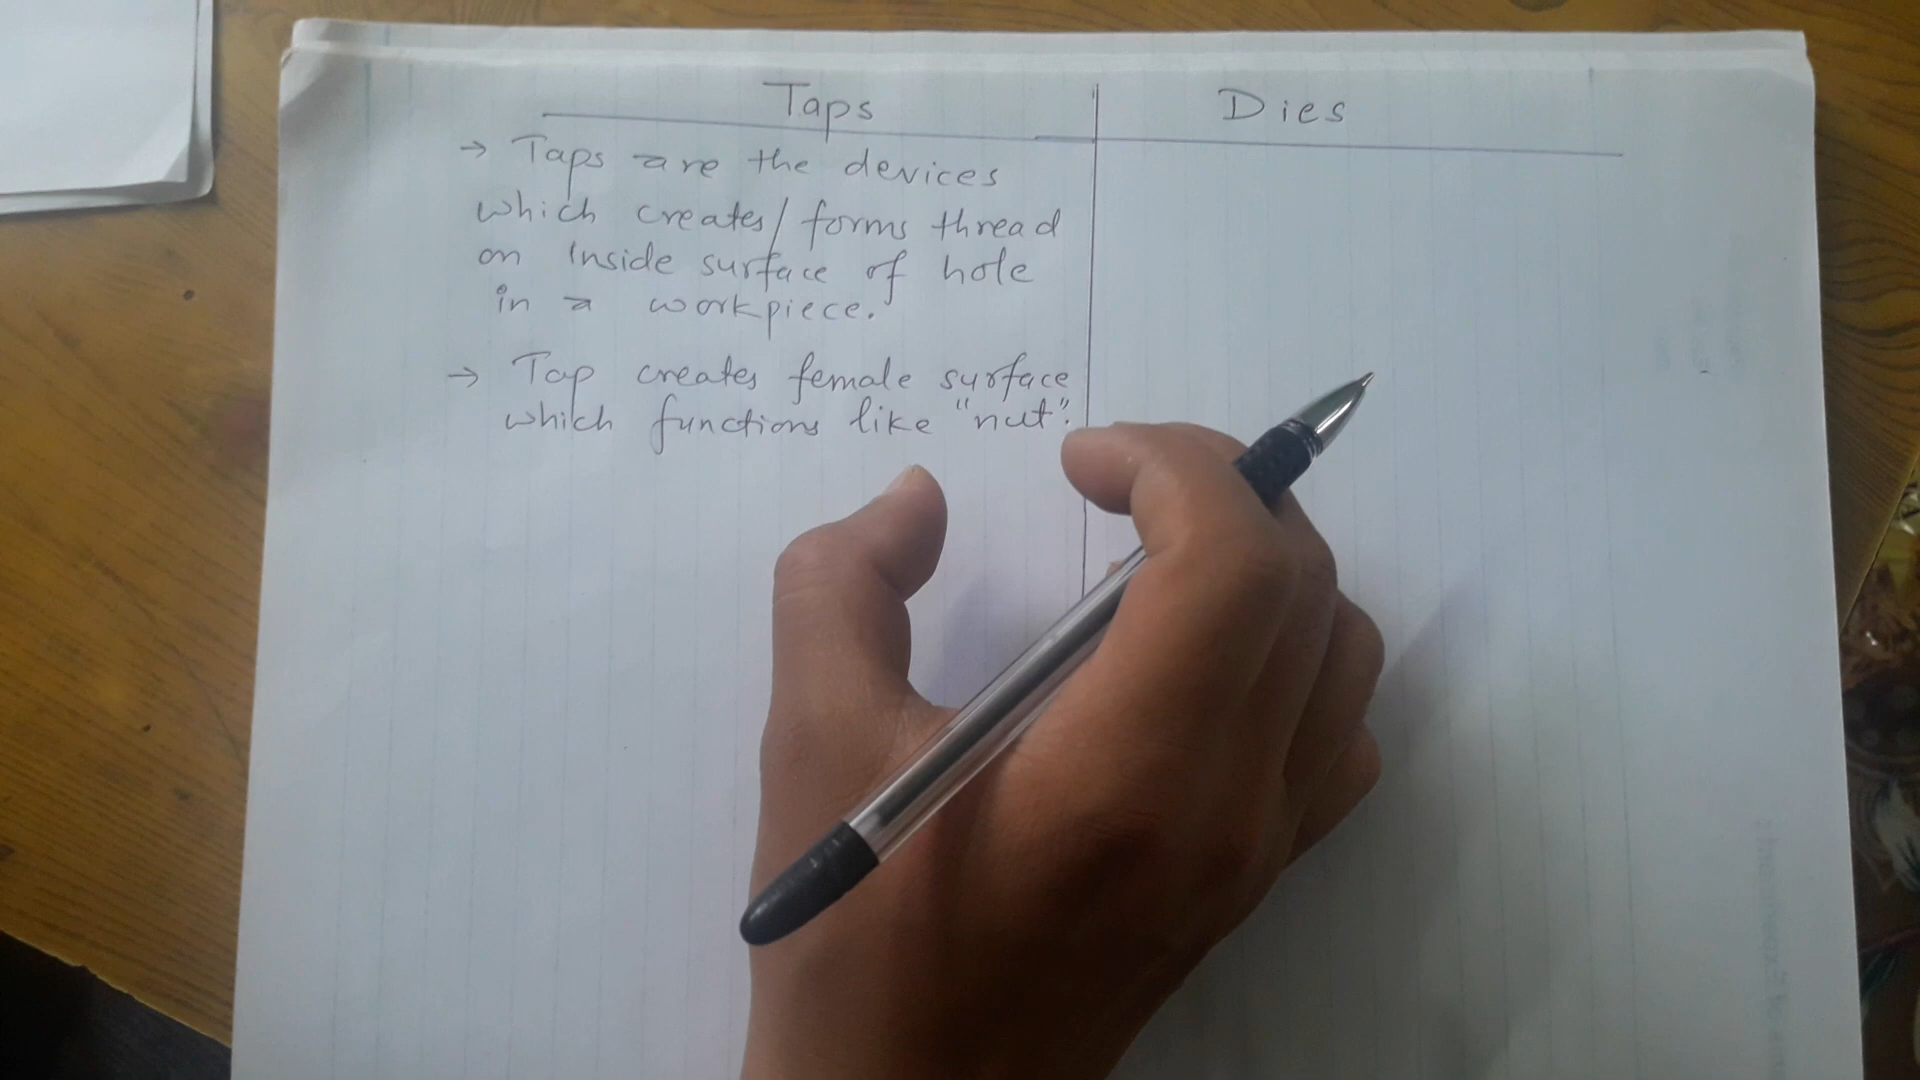 Taps
Dies
→ Taps are the devices
which creates/forms thread
on inside surface of hole
in a workpiece.
→ Tap creates female surface
which functions like "nut".